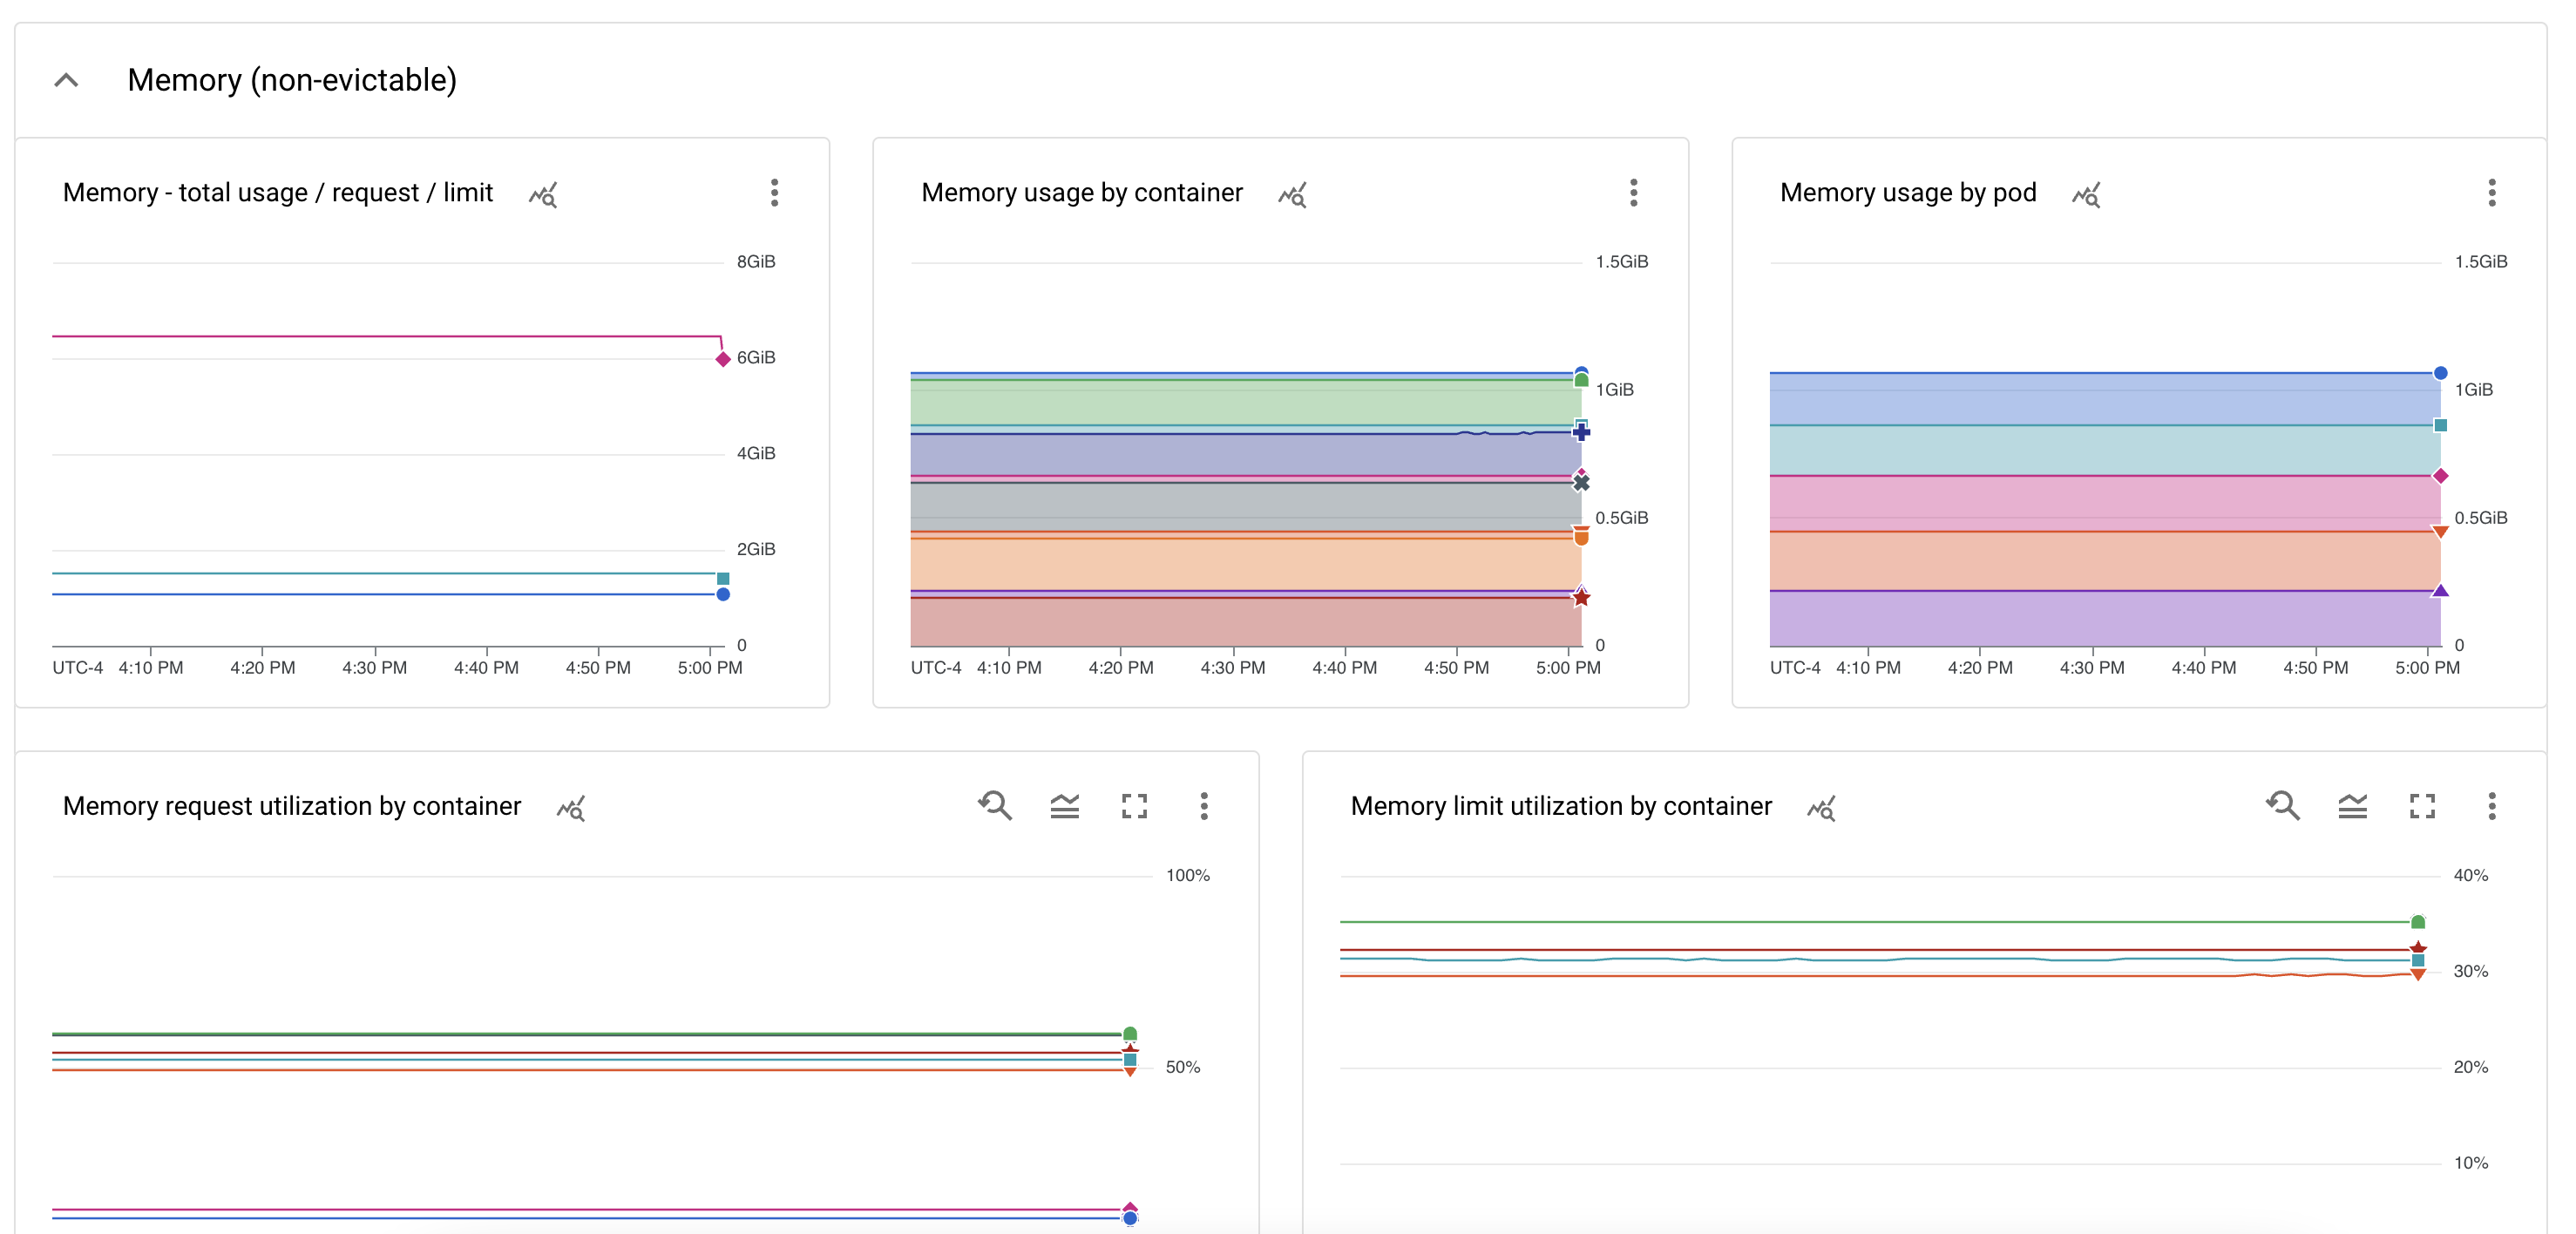 Memory (non-evictable)
Memory - total usage / request / limit
8GiB
6GiB
4GiB
2GiB
0
UTC-4 4:10 PM 4:20 PM 4:30 PM 4:40 PM 4:50 PM 5:00 PM
Memory usage by container
1.5GiB
1GiB
0.5GiB
0
UTC-4 4:10 PM 4:20 PM 4:30 PM 4:40 PM 4:50 PM 5:00 PM
Memory usage by pod
1.5GiB
1GiB
0.5GiB
0
UTC-4 4:10 PM 4:20 PM 4:30 PM 4:40 PM 4:50 PM 5:00 PM
Memory request utilization by container
100%
50%
Memory limit utilization by container
40%
30%
20%
10%